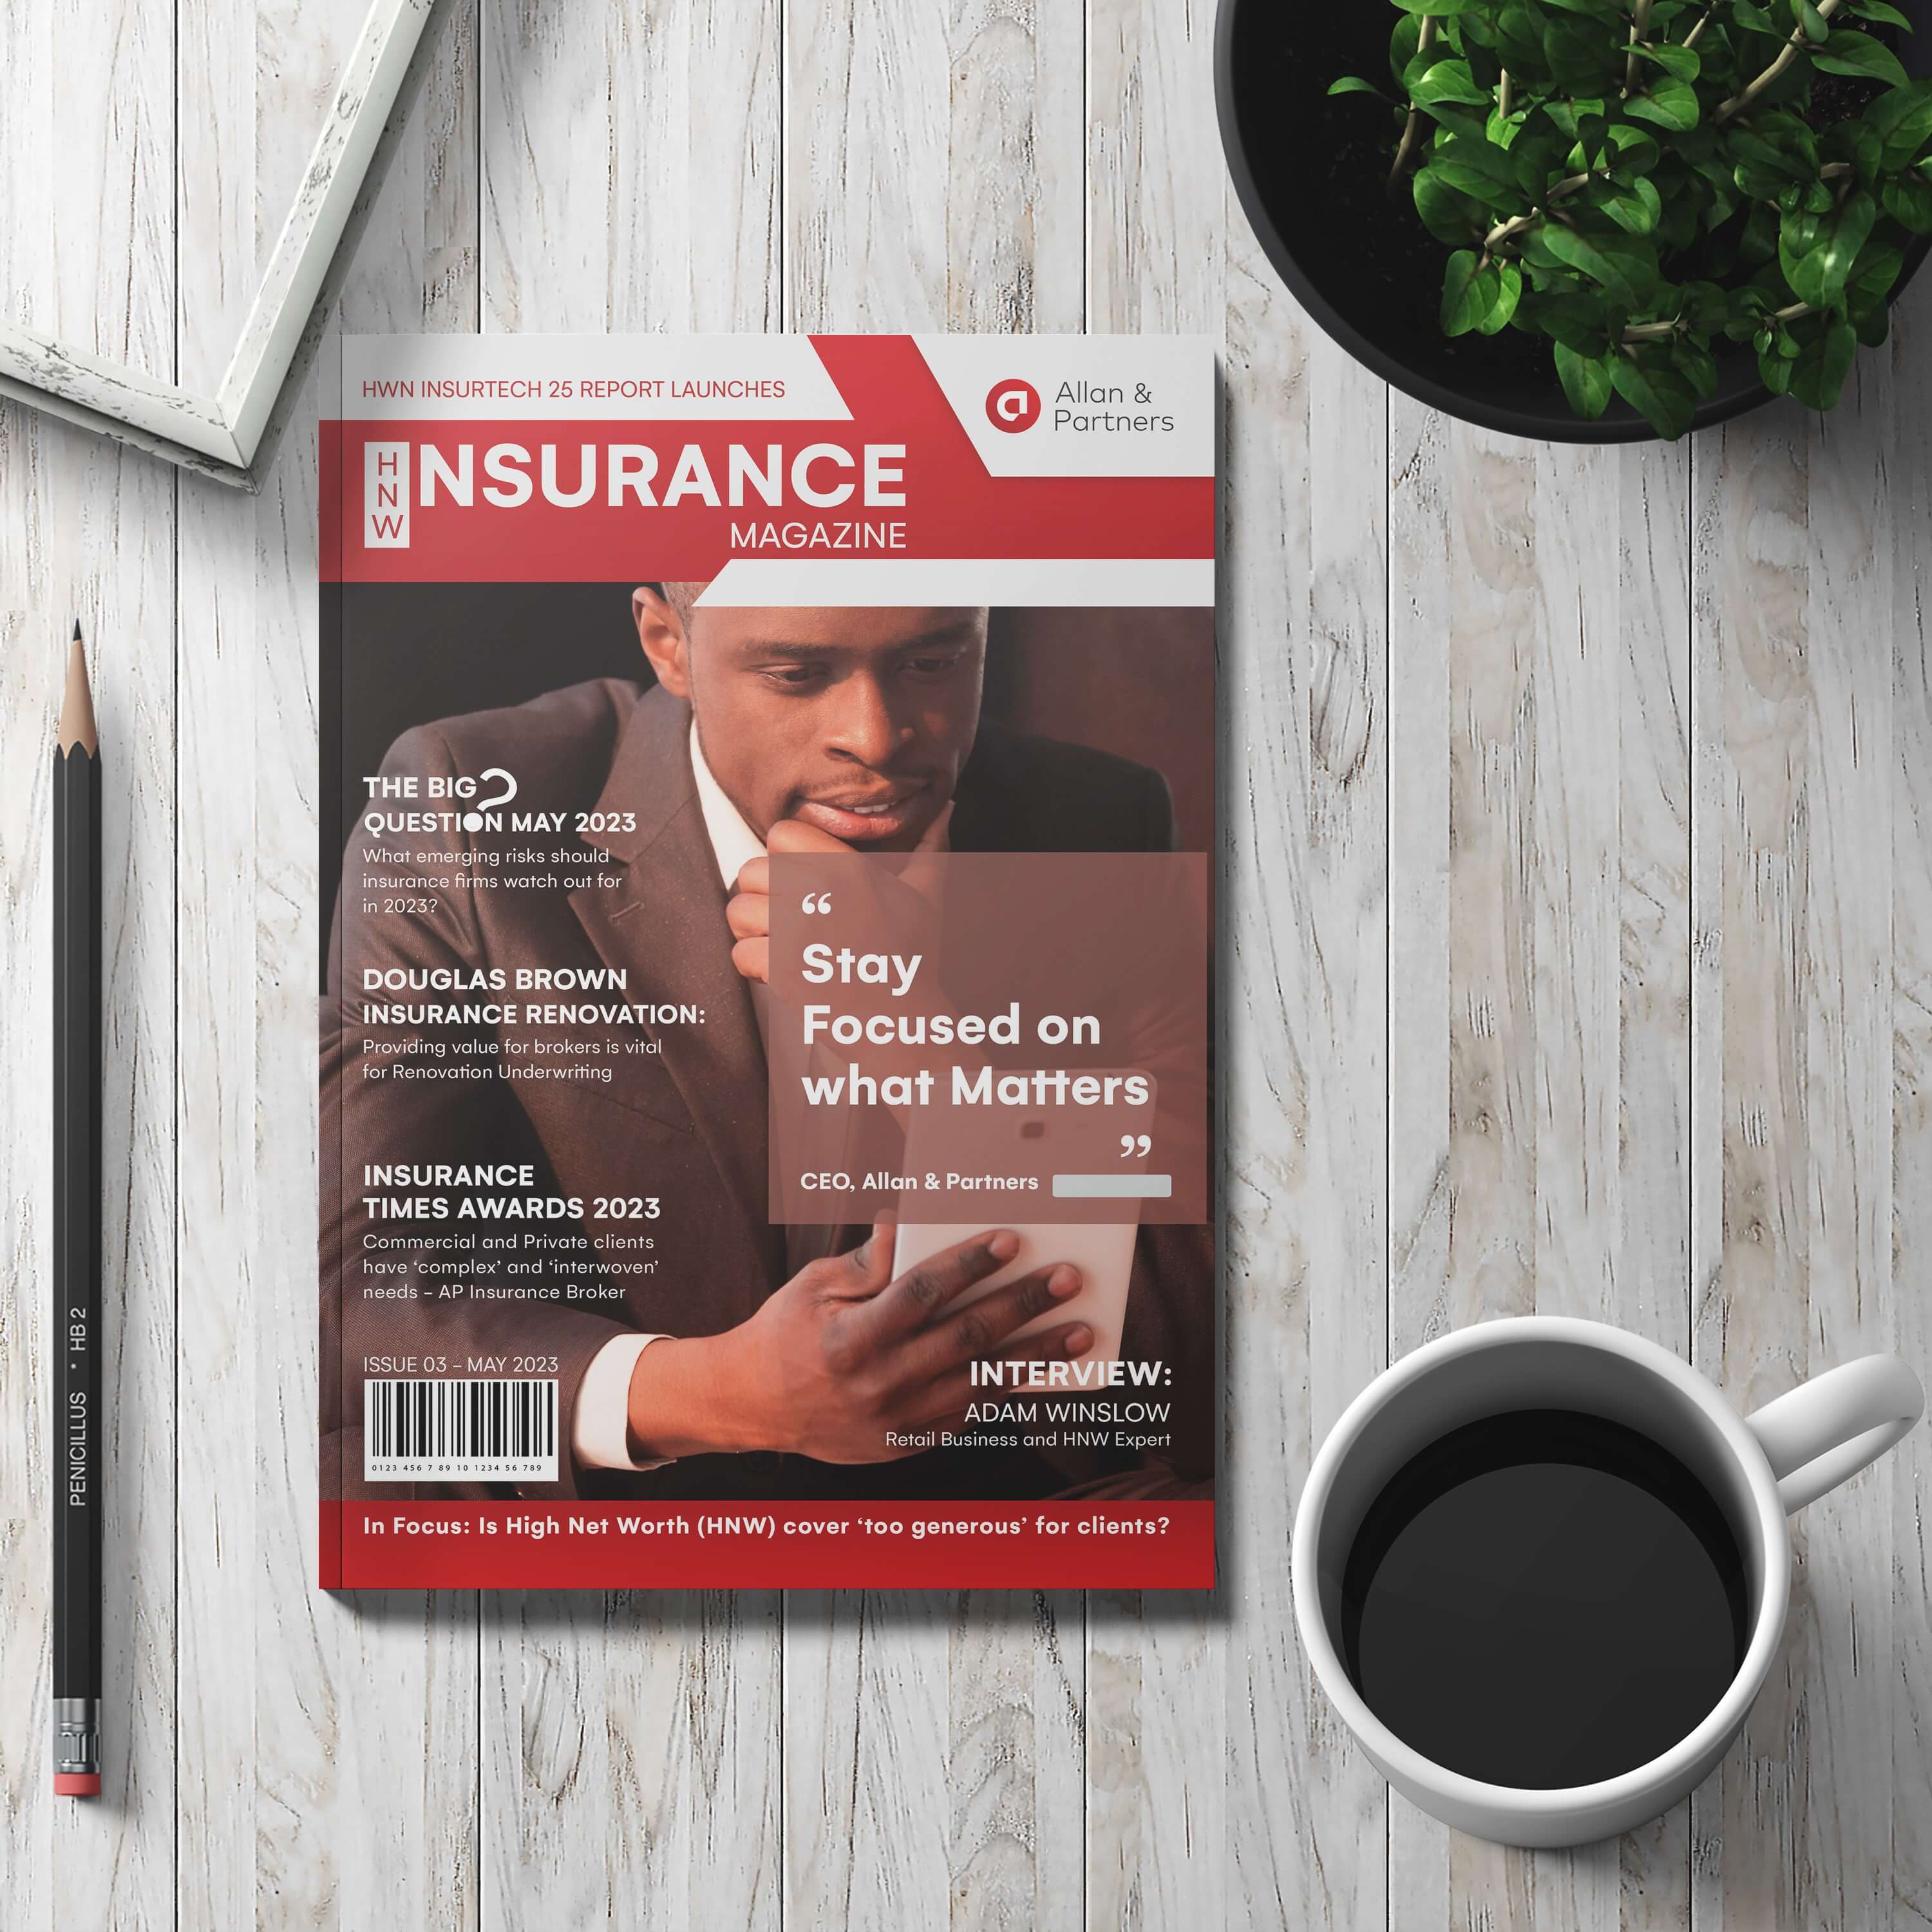 HWN INSURTECH 25 REPORT LAUNCHES
Allan &
Partners
HNW
INSURANCE
MAGAZINE
THE BIG ?
QUESTION MAY 2023
What emerging risks should
insurance firms watch out for
in 2023?
DOUGLAS BROWN
INSURANCE RENOVATION:
Providing value for brokers is vital
for Renovation Underwriting
INSURANCE
TIMES AWARDS 2023
Commercial and Private clients
have ‘complex’ and ‘interwoven’
needs – AP Insurance Broker
ISSUE 03 – MAY 2023
0123 456 7 89 10 1234 56 789
“
Stay
Focused on
what Matters
”
CEO, Allan & Partners
INTERVIEW:
ADAM WINSLOW
Retail Business and HNW Expert
In Focus: Is High Net Worth (HNW) cover ‘too generous’ for clients?
PENICILLUS * HB 2